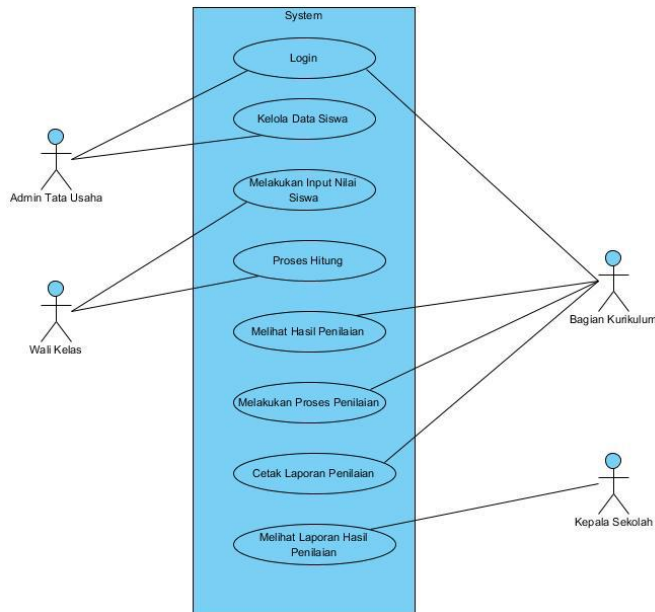 System
Login
Kelola Data Siswa
Admin Tata Usaha
Melakukan Input Nilai
Siswa
Proses Hitung
Wali Kelas
Bagian Kurikulum
Melihat Hasil Penilaian
Melakukan Proses Penilaian
Cetak Laporan Penilaian
Kepala Sekolah
Melihat Laporan Hasil
Penilaian